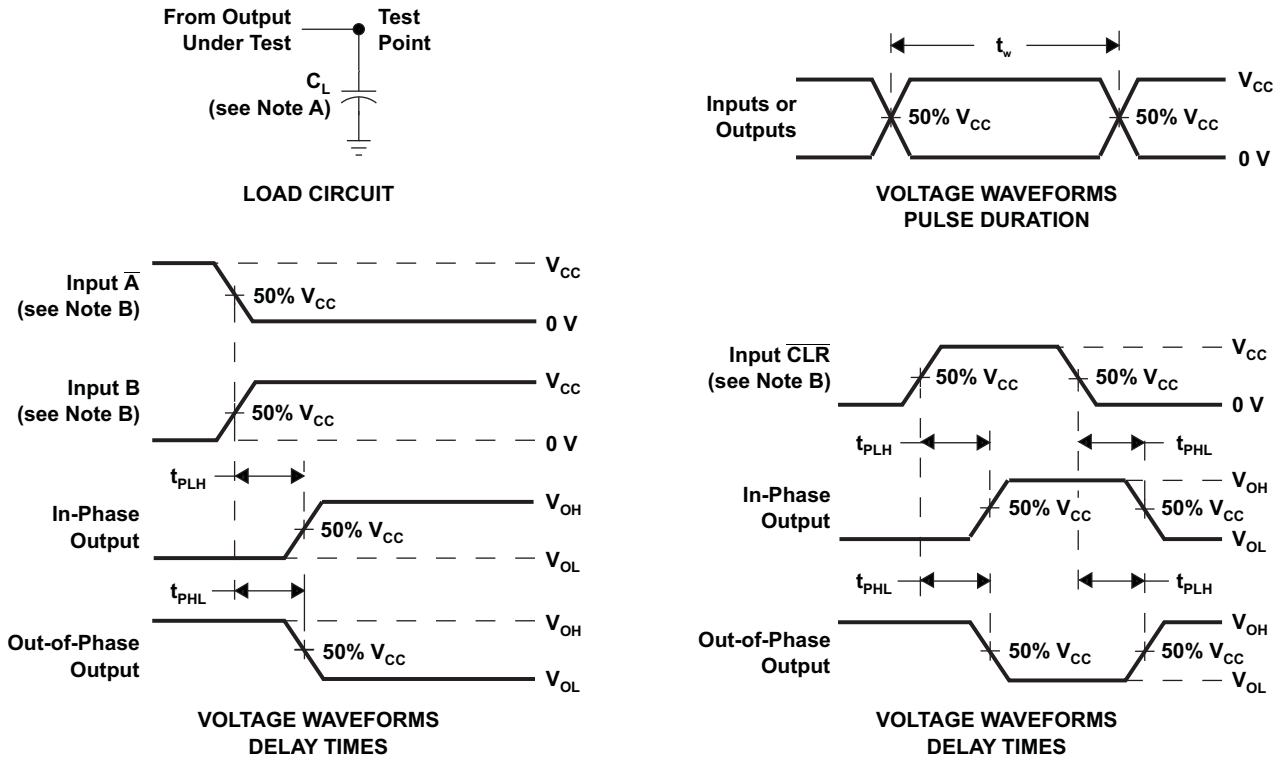 From Output
Under Test
Test
Point
C_L
(see Note A)
LOAD CIRCUIT
t_w
Inputs or
Outputs
50% V_CC
50% V_CC
V_CC
0 V
VOLTAGE WAVEFORMS
PULSE DURATION
Input A̅
(see Note B)
50% V_CC
V_CC
0 V
Input B
(see Note B)
50% V_CC
V_CC
0 V
t_PLH
In-Phase
Output
50% V_CC
V_OH
V_OL
t_PHL
Out-of-Phase
Output
50% V_CC
V_OH
V_OL
VOLTAGE WAVEFORMS
DELAY TIMES
Input C̅L̅R̅
(see Note B)
50% V_CC
50% V_CC
V_CC
0 V
t_PLH
t_PHL
In-Phase
Output
50% V_CC
50% V_CC
V_OH
V_OL
t_PHL
t_PLH
Out-of-Phase
Output
50% V_CC
50% V_CC
V_OH
V_OL
VOLTAGE WAVEFORMS
DELAY TIMES